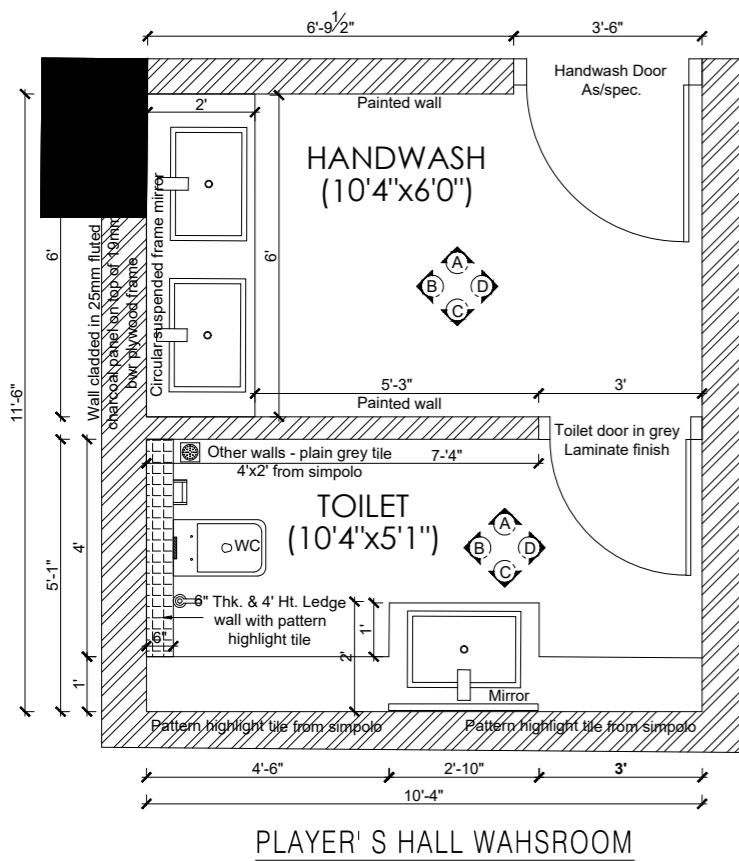 6'-9½"
3'-6"
Handwash Door
As/spec.
Painted wall
2'
HANDWASH
(10'4"x6'0")
Circular suspended frame mirror
Wall cladded in 25mm fluted
charcoal panel on top of 19mm
bwr plywood frame
6'
6'
A
B
D
C
11'-6"
5'-3"
3'
Painted wall
Toilet door in grey
Laminate finish
Other walls - plain grey tile
4'x2' from simpolo
7'-4"
TOILET
(10'4"x5'1")
A
B
D
C
WC
4'
5'-1"
6" Thk. & 4' Ht. Ledge
wall with pattern
highlight tile
6"
1'
2'
1'
Mirror
Pattern highlight tile from simpolo
Pattern highlight tile from simpolo
4'-6"
2'-10"
3'
10'-4"
PLAYER' S HALL WAHSROOM